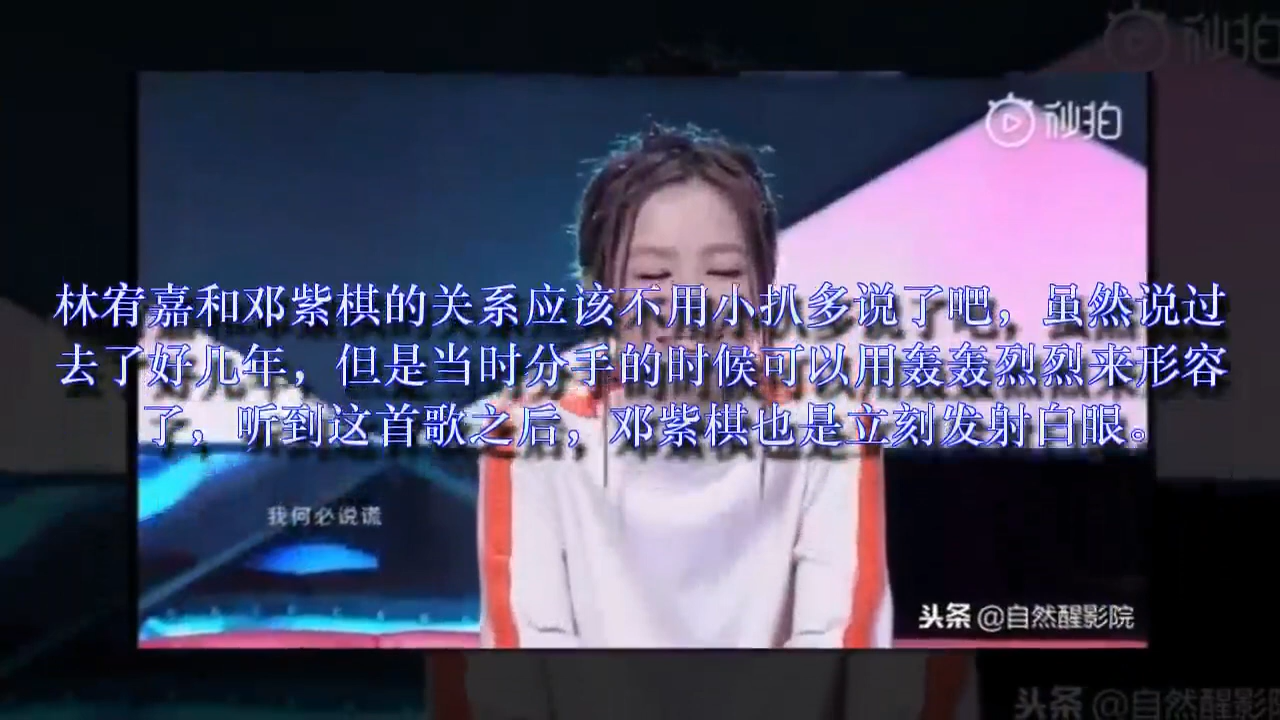 秒拍
秒拍
林宥嘉和邓紫棋的关系应该不用小扒多说了吧，虽然说过
去了好几年，但是当时分手的时候可以用轰轰烈烈来形容
了，听到这首歌之后，邓紫棋也是立刻发射白眼。
我何必说谎
头条 @自然醒影院
头条 @自然醒影院